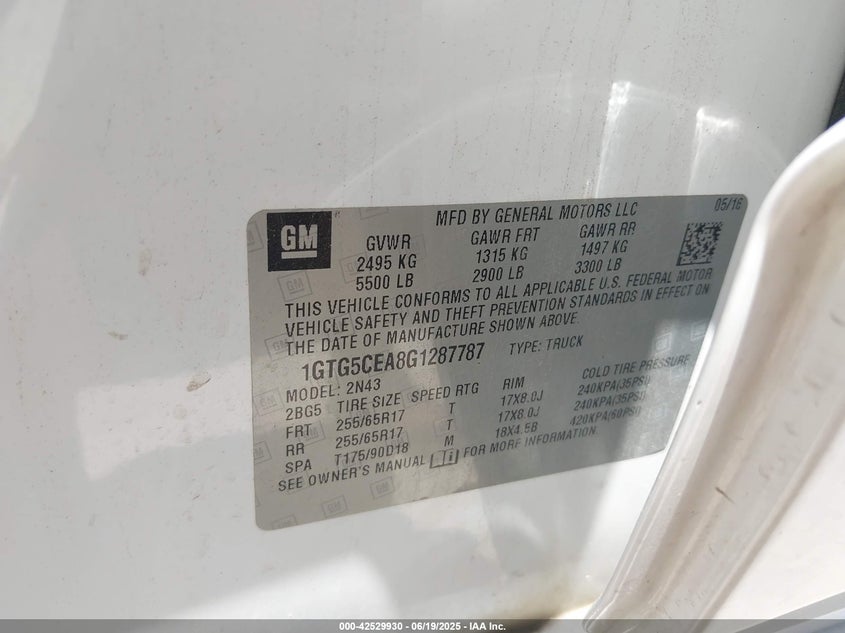 GM
MFD BY GENERAL MOTORS LLC
05/16
GVWR GAWR FRT GAWR RR
2495 KG 1315 KG 1497 KG
5500 LB 2900 LB 3300 LB
THIS VEHICLE CONFORMS TO ALL APPLICABLE U.S. FEDERAL MOTOR
VEHICLE SAFETY AND THEFT PREVENTION STANDARDS IN EFFECT ON
THE DATE OF MANUFACTURE SHOWN ABOVE.
1GTG5CEA8G1287787 TYPE: TRUCK
MODEL: 2N43
2BG5 TIRE SIZE SPEED RTG RIM COLD TIRE PRESSURE
FRT 255/65R17 T 17X8.0J 240KPA(35PSI)
RR 255/65R17 T 17X8.0J 240KPA(35PSI)
SPA T175/90D18 M 18X4.5B 420KPA(60PSI)
SEE OWNER'S MANUAL FOR MORE INFORMATION.
000-42529930 - 06/19/2025 - IAA Inc.